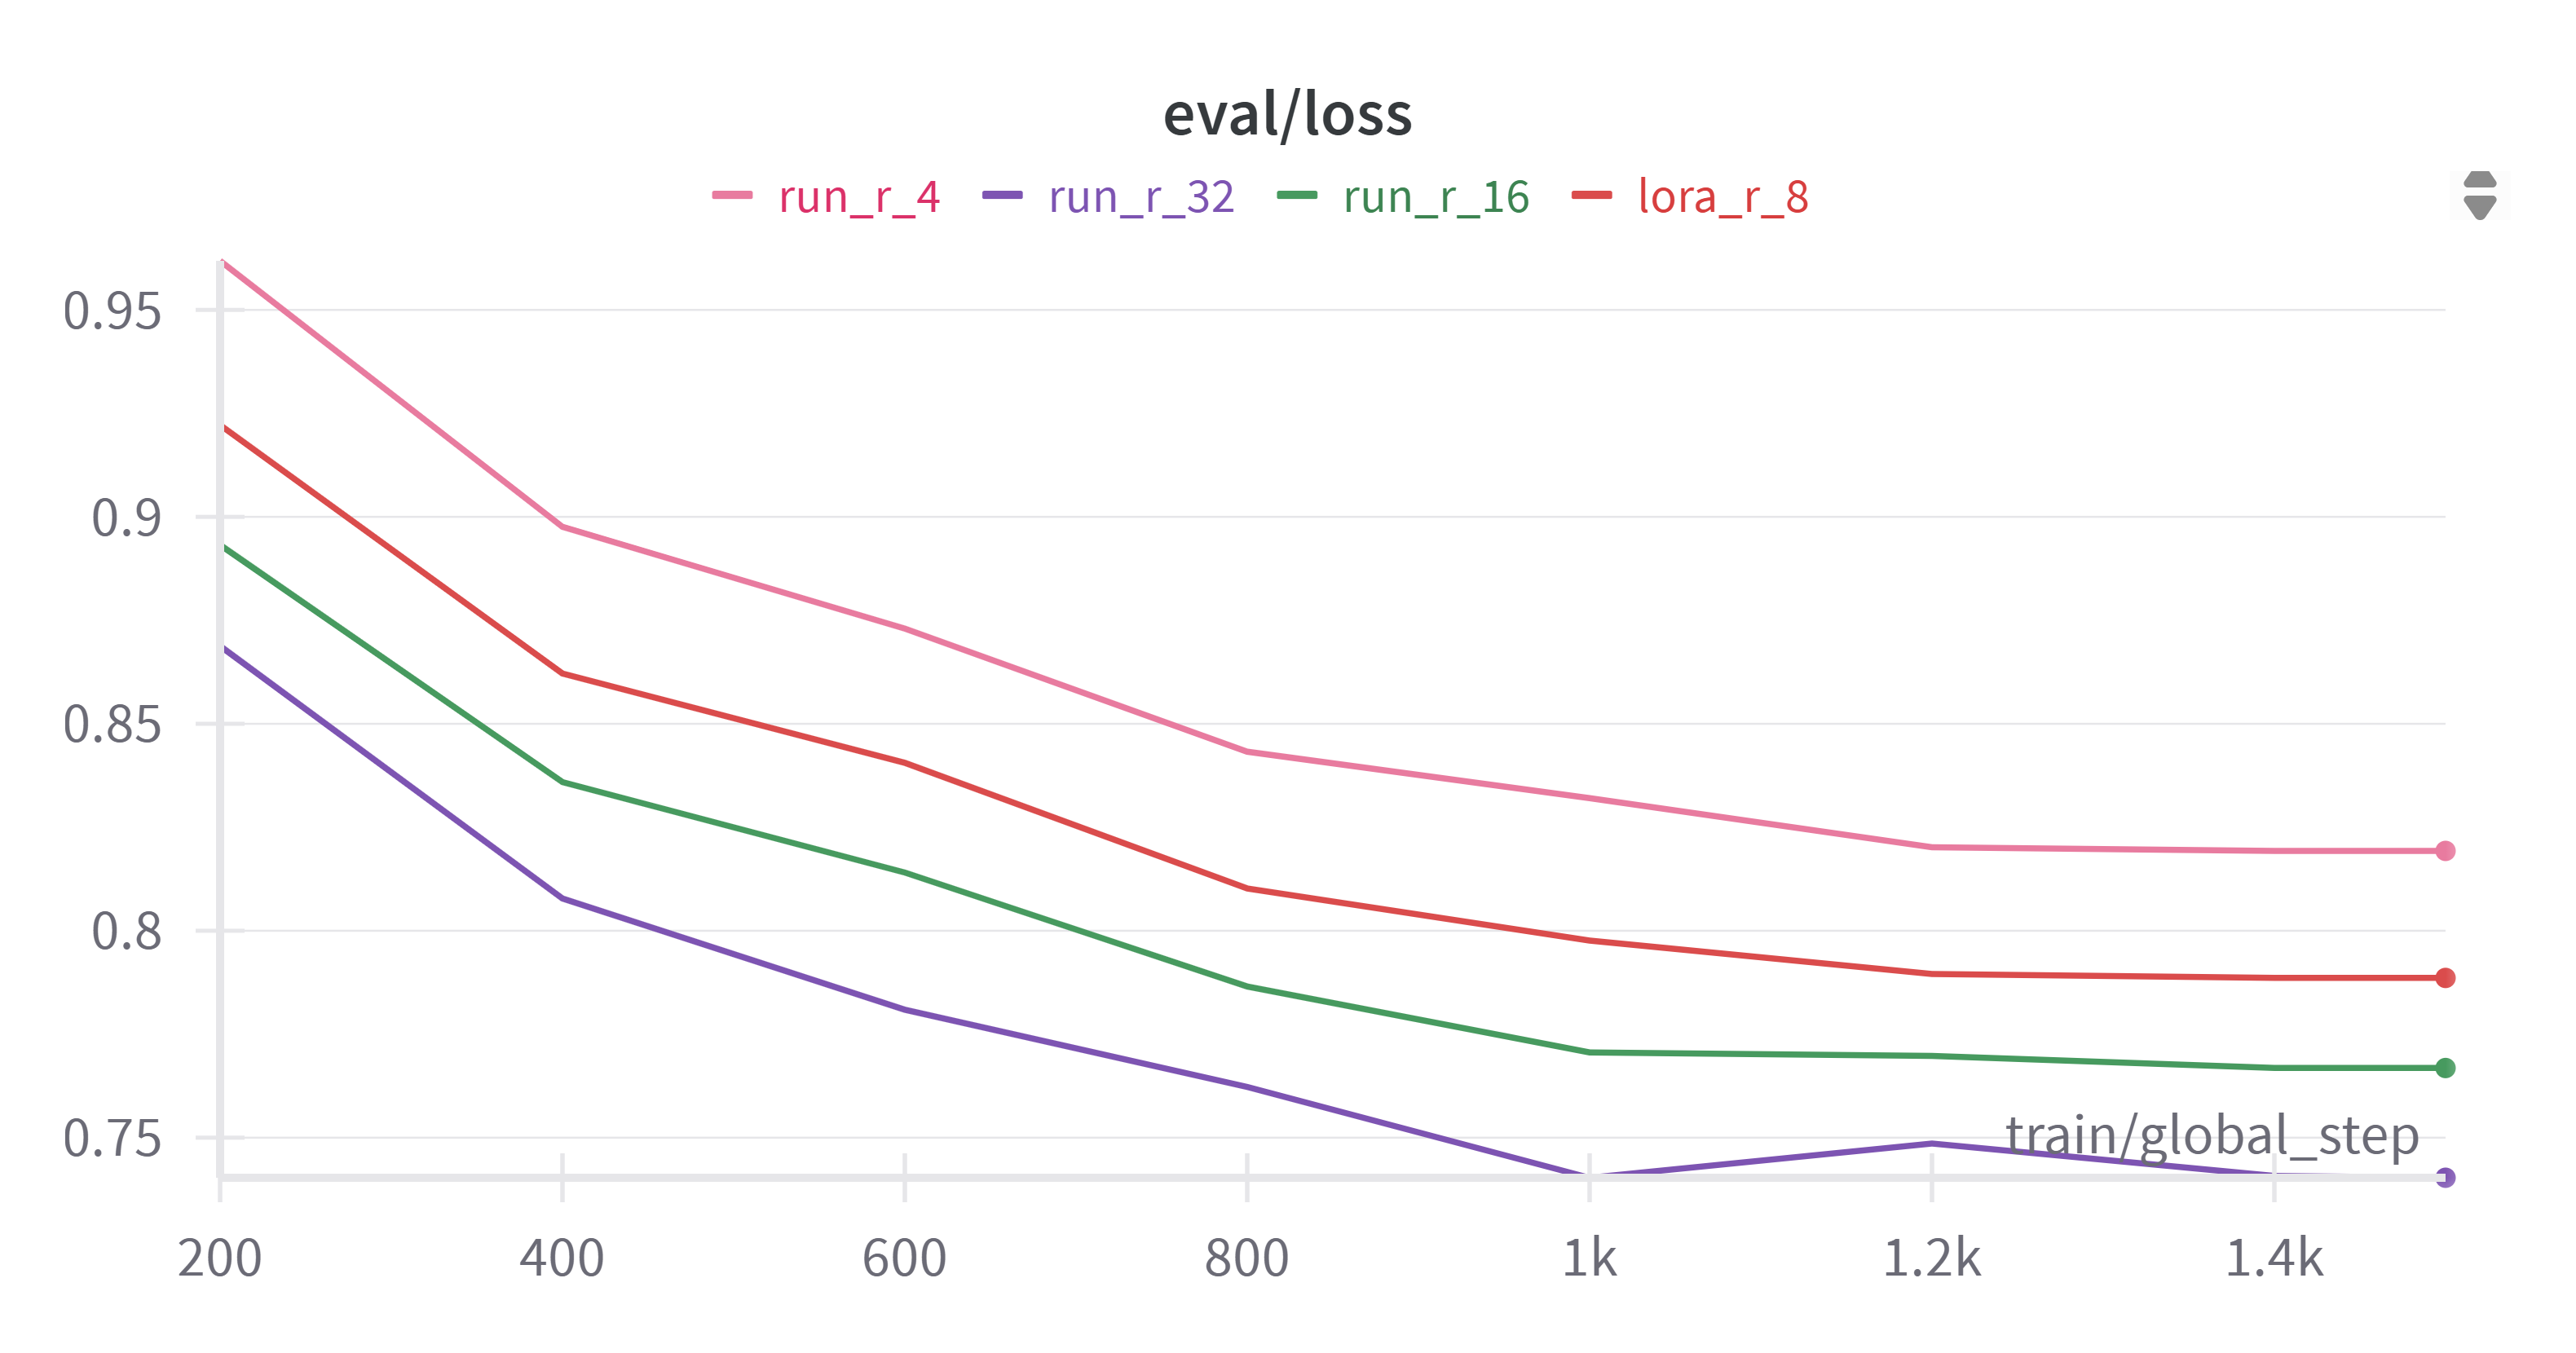 eval/loss
run_r_4 run_r_32 run_r_16 lora_r_8
0.95
0.9
0.85
0.8
0.75
train/global_step
200 400 600 800 1k 1.2k 1.4k